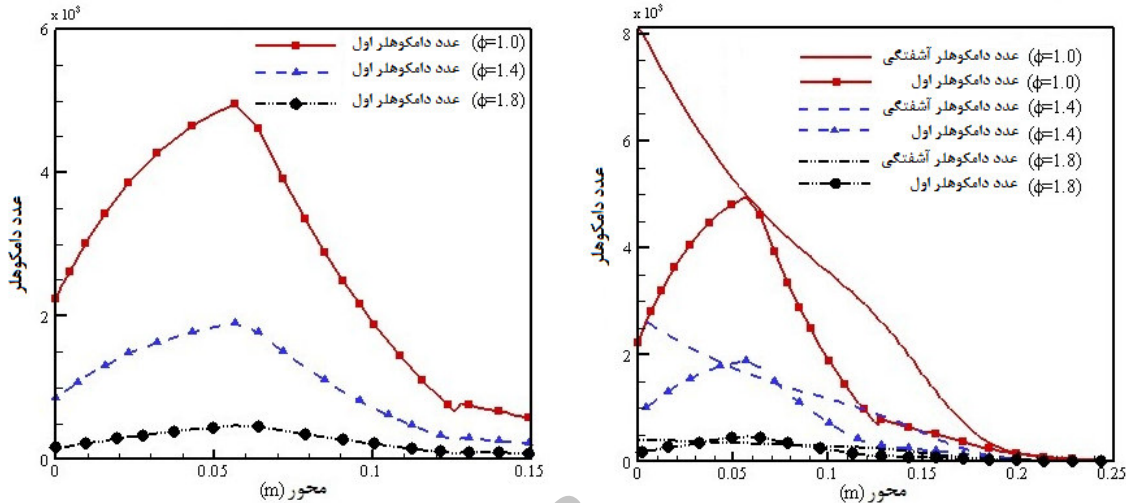 6 × 10³
4
2
0
0 0.05 0.1 0.15
عدد دامکوهلر
محور (m)
عدد دامکوهلر اول (ϕ=1.0)
عدد دامکوهلر اول (ϕ=1.4)
عدد دامکوهلر اول (ϕ=1.8)
8 × 10³
6
4
2
0
0 0.05 0.10 0.15 0.2 0.25
عدد دامکوهلر
محور (m)
عدد دامکوهلر آشفتگی (ϕ=1.0)
عدد دامکوهلر اول (ϕ=1.0)
عدد دامکوهلر آشفتگی (ϕ=1.4)
عدد دامکوهلر اول (ϕ=1.4)
عدد دامکوهلر آشفتگی (ϕ=1.8)
عدد دامکوهلر اول (ϕ=1.8)